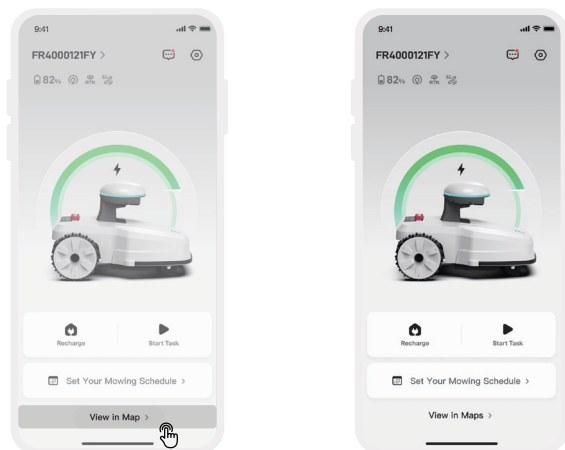 9:41
FR4000121FY >
82%
RTK
Recharge
Start Task
Set Your Mowing Schedule >
View in Map >
9:41
FR4000121FY >
82%
RTK
Recharge
Start Task
Set Your Mowing Schedule >
View in Maps >